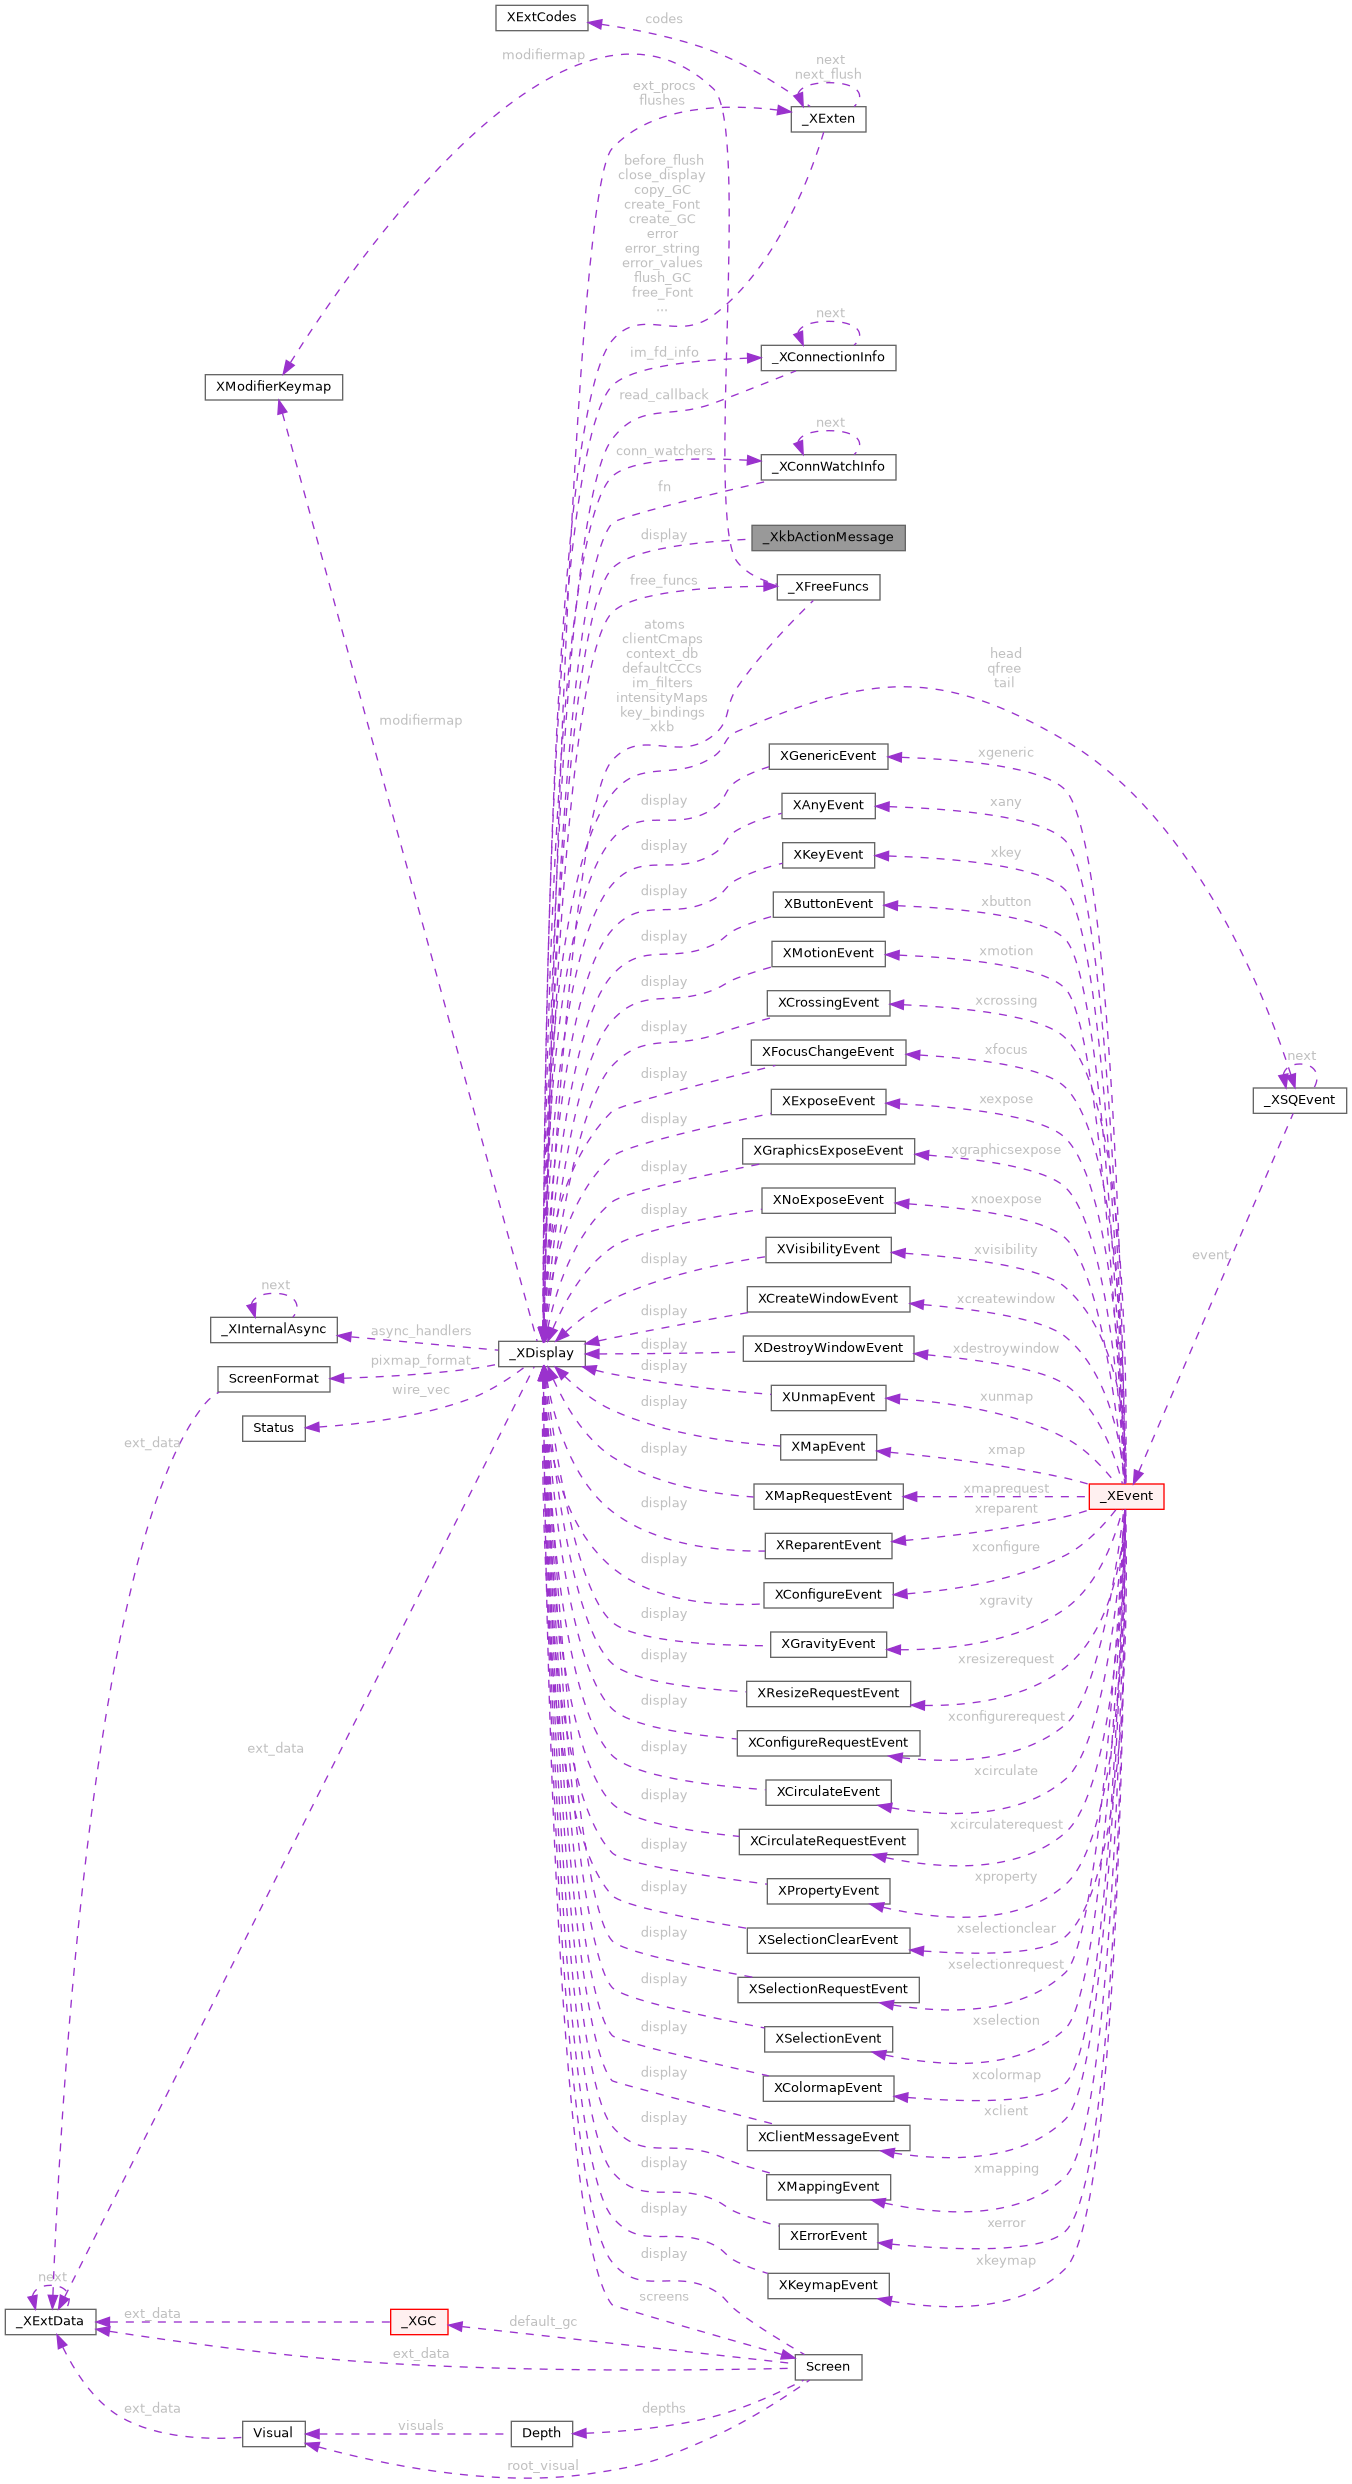 XExtCodes
codes
modifiermap
next
next_flush
ext_procs
flushes
_XExten
before_flush
close_display
copy_GC
create_Font
create_GC
error
error_string
error_values
flush_GC
free_Font
...
next
im_fd_info
_XConnectionInfo
XModifierKeymap
read_callback
next
conn_watchers
_XConnWatchInfo
fn
display
_XkbActionMessage
free_funcs
_XFreeFuncs
atoms
clientCmaps
context_db
defaultCCCs
im_filters
intensityMaps
key_bindings
xkb
head
qfree
tail
modifiermap
XGenericEvent
xgeneric
display
XAnyEvent
xany
display
XKeyEvent
xkey
display
XButtonEvent
xbutton
display
XMotionEvent
xmotion
display
XCrossingEvent
xcrossing
display
XFocusChangeEvent
xfocus
next
display
XExposeEvent
xexpose
_XSQEvent
display
XGraphicsExposeEvent
xgraphicsexpose
display
XNoExposeEvent
xnoexpose
display
XVisibilityEvent
xvisibility
event
display
next
XCreateWindowEvent
xcreatewindow
display
_XInternalAsync
async_handlers
_XDisplay
display
XDestroyWindowEvent
xdestroywindow
pixmap_format
display
ScreenFormat
wire_vec
XUnmapEvent
xunmap
display
Status
ext_data
XMapEvent
xmap
display
XMapRequestEvent
xmaprequest
_XEvent
display
xreparent
XReparentEvent
xconfigure
display
XConfigureEvent
xgravity
display
XGravityEvent
display
xresizerequest
XResizeRequestEvent
display
xconfigurerequest
XConfigureRequestEvent
ext_data
display
xcirculate
XCirculateEvent
display
xcirculaterequest
XCirculateRequestEvent
display
xproperty
XPropertyEvent
display
xselectionclear
XSelectionClearEvent
display
xselectionrequest
XSelectionRequestEvent
display
xselection
XSelectionEvent
display
xcolormap
XColormapEvent
display
xclient
XClientMessageEvent
display
xmapping
XMappingEvent
display
xerror
XErrorEvent
display
xkeymap
XKeymapEvent
display
next
screens
_XExtData
ext_data
_XGC
default_gc
ext_data
Screen
ext_data
depths
Visual
visuals
Depth
root_visual